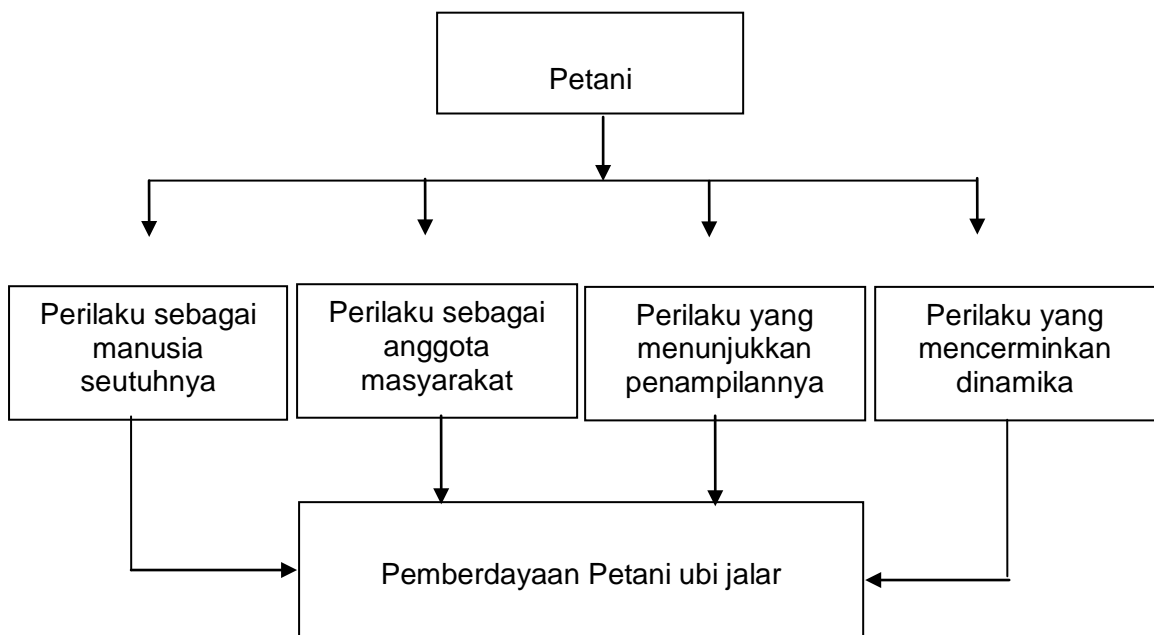 Petani
Perilaku sebagai
manusia
seutuhnya
Perilaku sebagai
anggota
masyarakat
Perilaku yang
menunjukkan
penampilannya
Perilaku yang
mencerminkan
dinamika
Pemberdayaan Petani ubi jalar